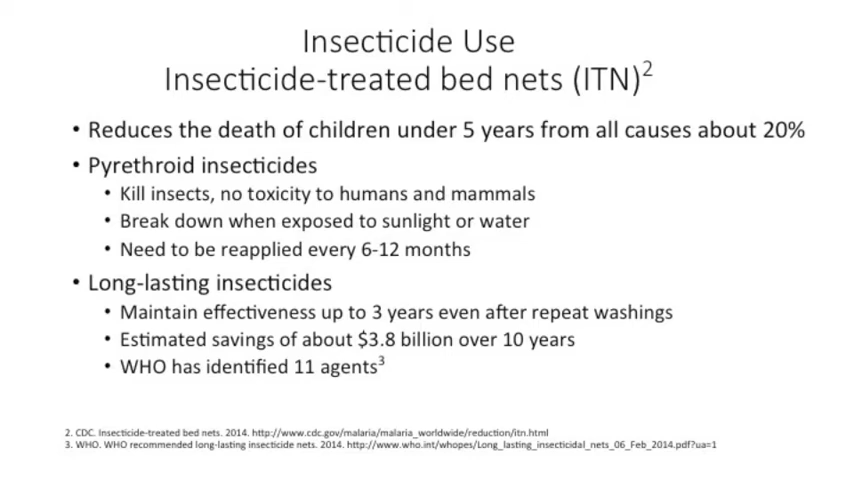 Insecticide Use
Insecticide-treated bed nets (ITN)²
• Reduces the death of children under 5 years from all causes about 20%
• Pyrethroid insecticides
• Kill insects, no toxicity to humans and mammals
• Break down when exposed to sunlight or water
• Need to be reapplied every 6-12 months
• Long-lasting insecticides
• Maintain effectiveness up to 3 years even after repeat washings
• Estimated savings of about $3.8 billion over 10 years
• WHO has identified 11 agents³
2. CDC. Insecticide-treated bed nets. 2014. http://www.cdc.gov/malaria/malaria_worldwide/reduction/itn.html
3. WHO. WHO recommended long-lasting insecticide nets. 2014. http://www.who.int/whopes/Long_lasting_insecticidal_nets_06_Feb_2014.pdf?ua=1